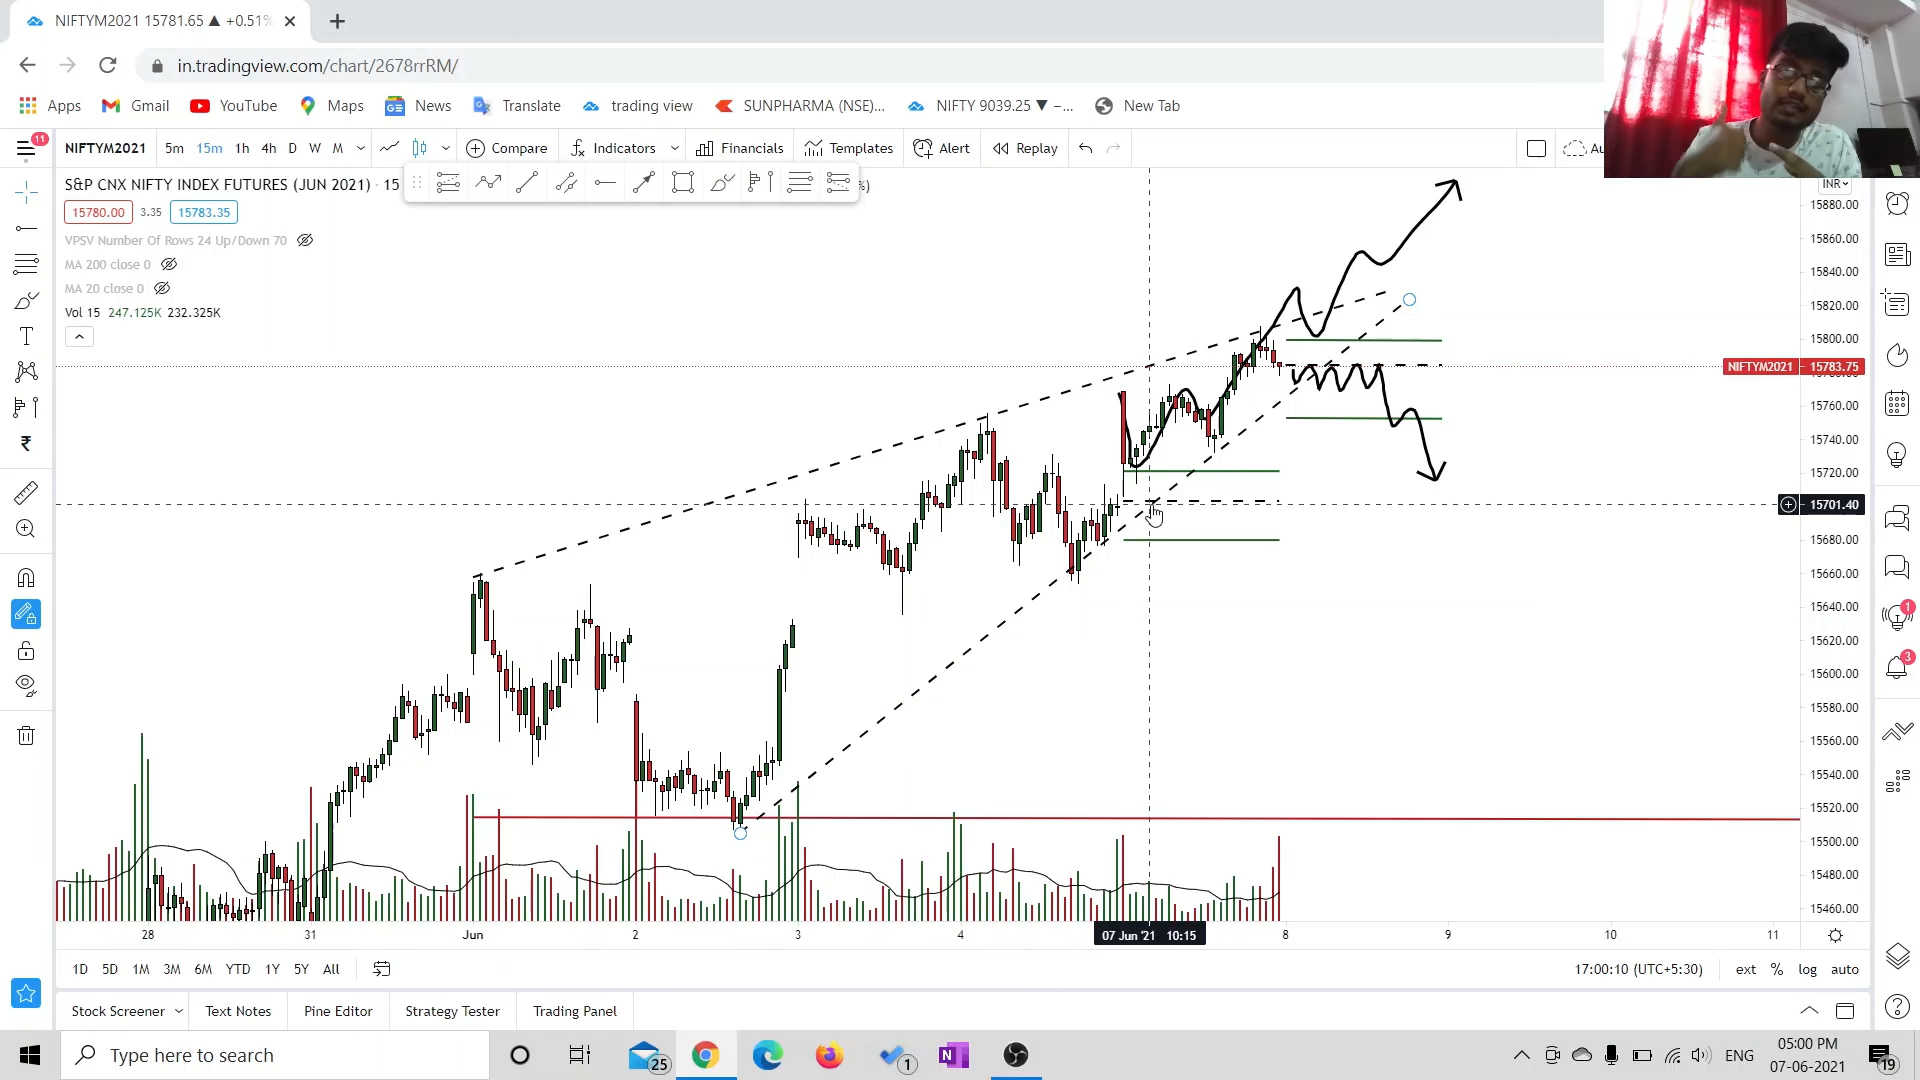 NIFTYM2021 15781.65 ▲ +0.51%
in.tradingview.com/chart/2678rrRM/
Apps Gmail YouTube Maps News Translate trading view SUNPHARMA (NSE)... NIFTY 9039.25 ▼ –... New Tab
11 NIFTYM2021 5m 15m 1h 4h D W M Compare Indicators Financials Templates Alert Replay
S&P CNX NIFTY INDEX FUTURES (JUN 2021) · 15
INR
15780.00 3.35 15783.35
VPSV Number Of Rows 24 Up/Down 70
MA 200 close 0
MA 20 close 0
Vol 15 247.125K 232.325K
15880.00
15860.00
15840.00
15820.00
15800.00
NIFTYM2021 15783.75
15760.00
15740.00
15720.00
15701.40
15680.00
15660.00
15640.00
15620.00
15600.00
15580.00
15560.00
15540.00
15520.00
15500.00
15480.00
15460.00
1
3
28 31 Jun 2 3 4 07 Jun '21 10:15 8 9 10 11
1D 5D 1M 3M 6M YTD 1Y 5Y All 17:00:10 (UTC+5:30) ext % log auto
Stock Screener Text Notes Pine Editor Strategy Tester Trading Panel
Type here to search 25 1 ENG 05:00 PM
07-06-2021 19